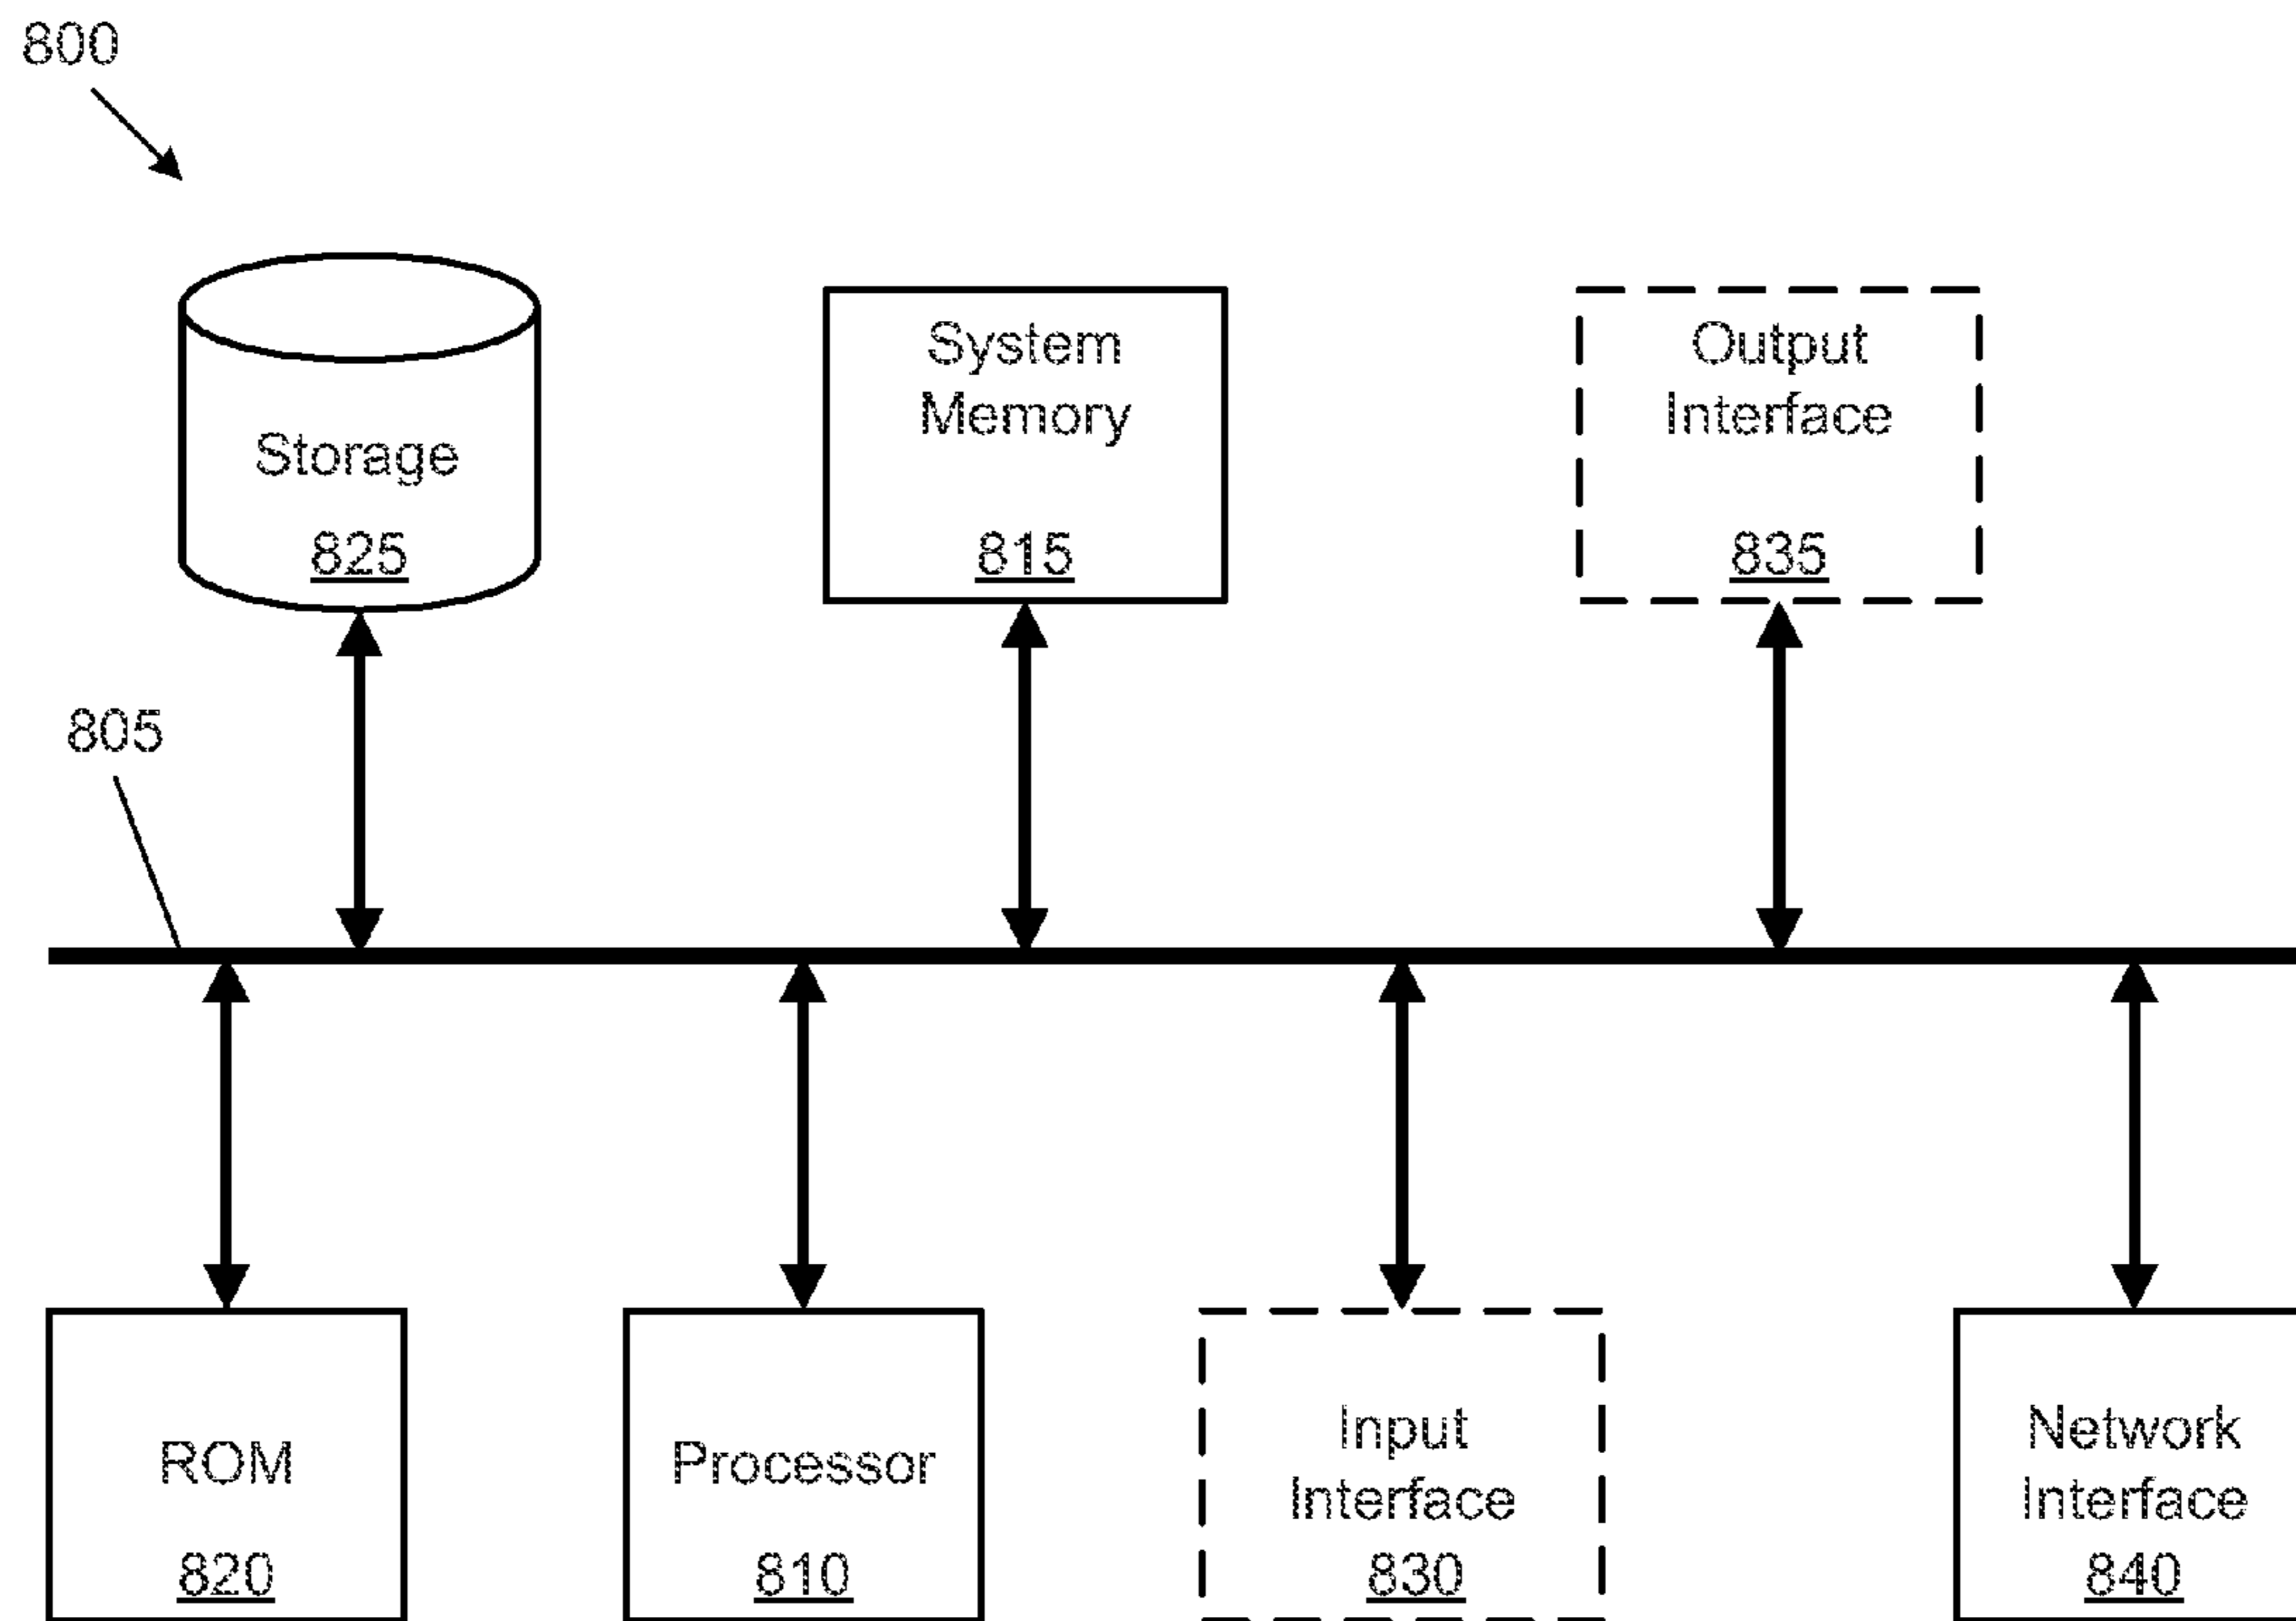 800
Storage
825
System
Memory
815
Output
Interface
835
805
ROM
820
Processor
810
Input
Interface
830
Network
Interface
840